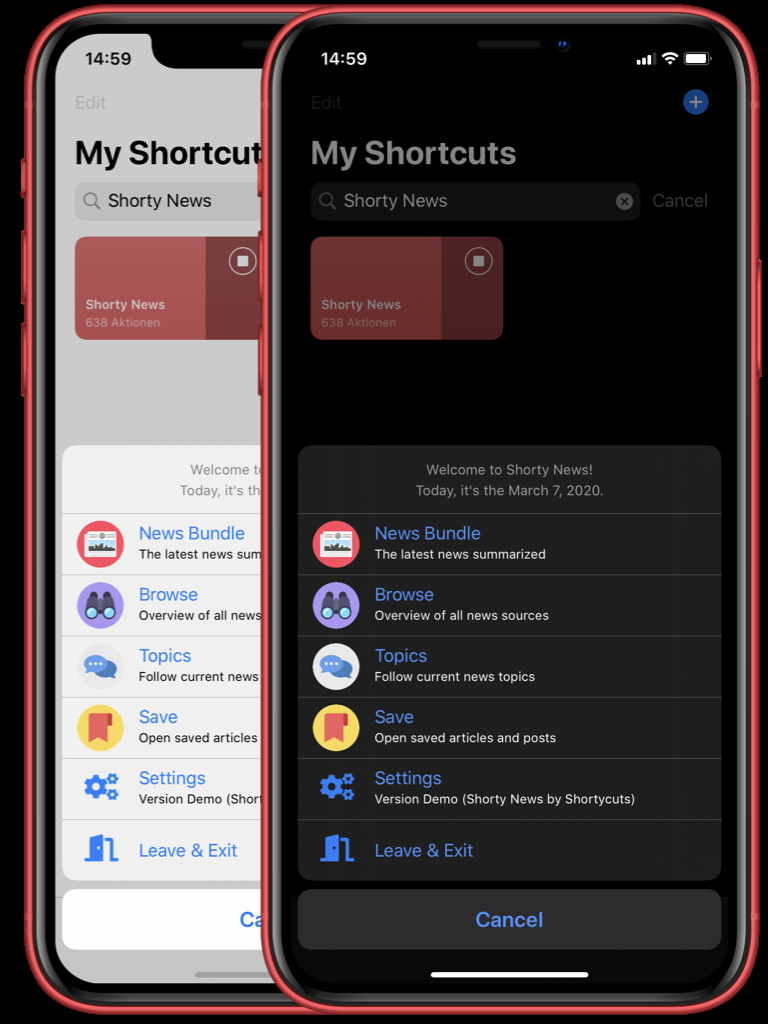 14:59
Edit
My Shortcut
Shorty News
Shorty News
638 Aktionen
Welcome to
Today, it's th
News Bundle
The latest news sum
Browse
Overview of all news
Topics
Follow current news
Save
Open saved articles
Settings
Version Demo (Short
Leave & Exit
Ca
14:59
Edit
My Shortcuts
Shorty News
Cancel
Shorty News
638 Aktionen
Welcome to Shorty News!
Today, it's the March 7, 2020.
News Bundle
The latest news summarized
Browse
Overview of all news sources
Topics
Follow current news topics
Save
Open saved articles and posts
Settings
Version Demo (Shorty News by Shortycuts)
Leave & Exit
Cancel